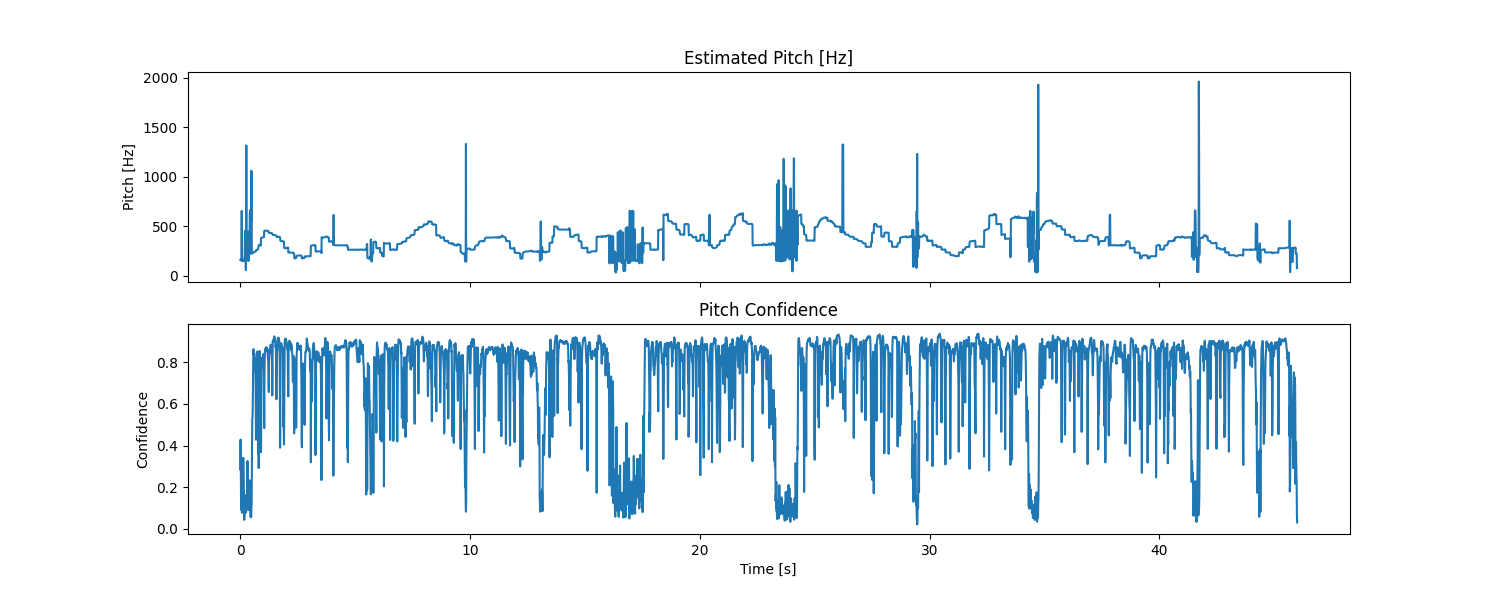 Estimated Pitch [Hz]
2000
1500
1000
500
0
Pitch [Hz]
Pitch Confidence
0.8
0.6
0.4
0.2
0.0
Confidence
0 10 20 30 40
Time [s]